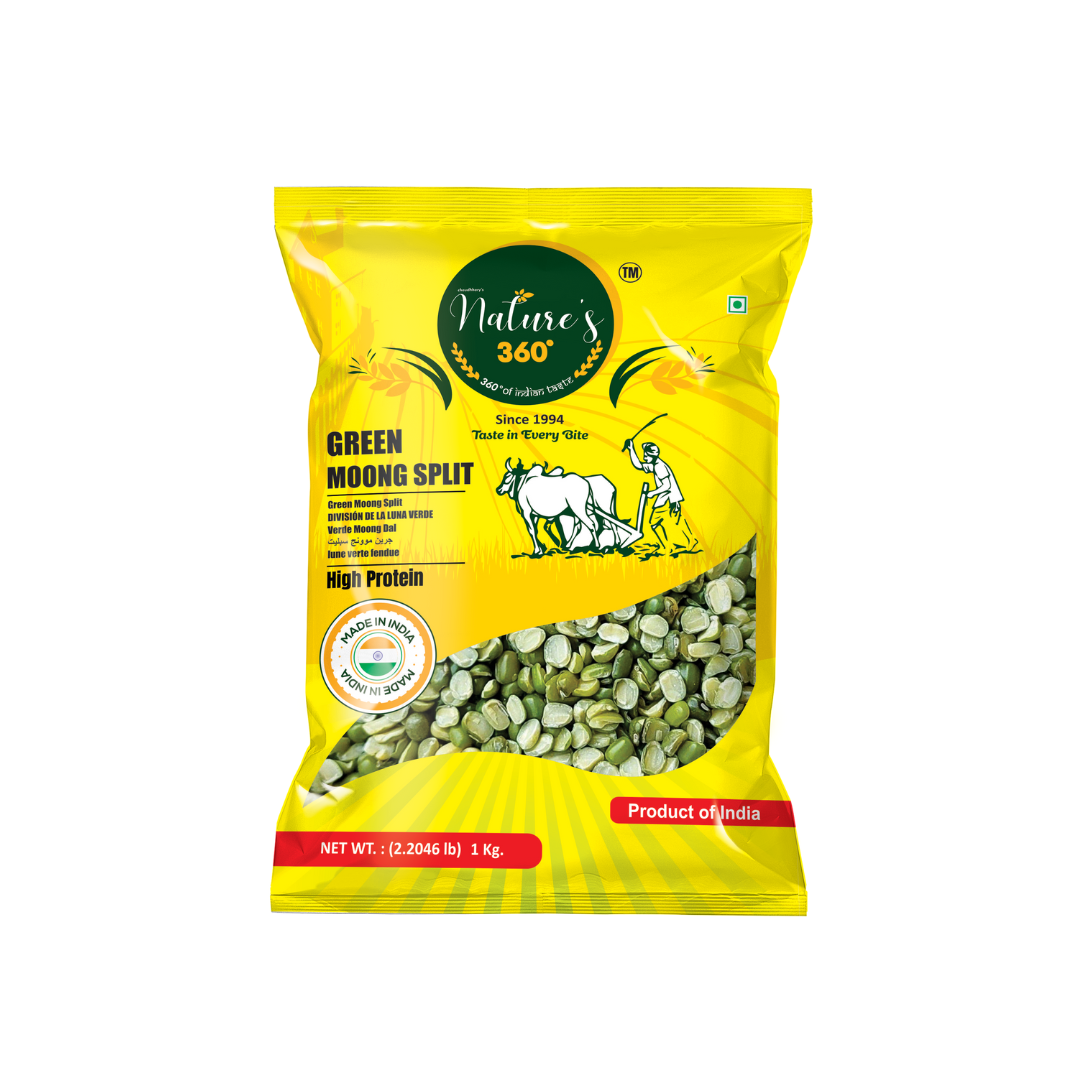 chaudhhary's
Nature's
360°
360° of indian taste
TM
Since 1994
Taste in Every Bite
GREEN
MOONG SPLIT
Green Moong Split
DIVISIÓN DE LA LUNA VERDE
Verde Moong Dal
جرين موونج سبليت
lune verte fendue
High Protein
MADE IN INDIA
MADE IN INDIA
Product of India
NET WT. : (2.2046 lb) 1 Kg.